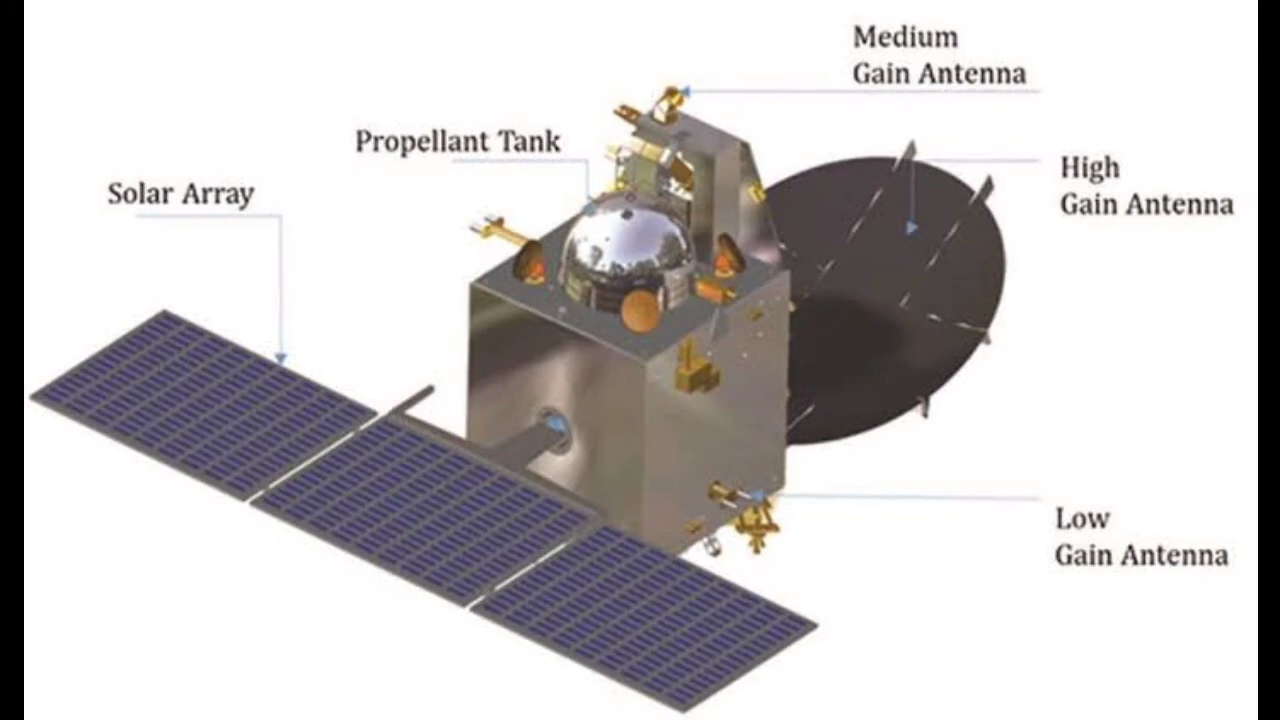 Medium
Gain Antenna
Propellant Tank
High
Gain Antenna
Solar Array
Low
Gain Antenna